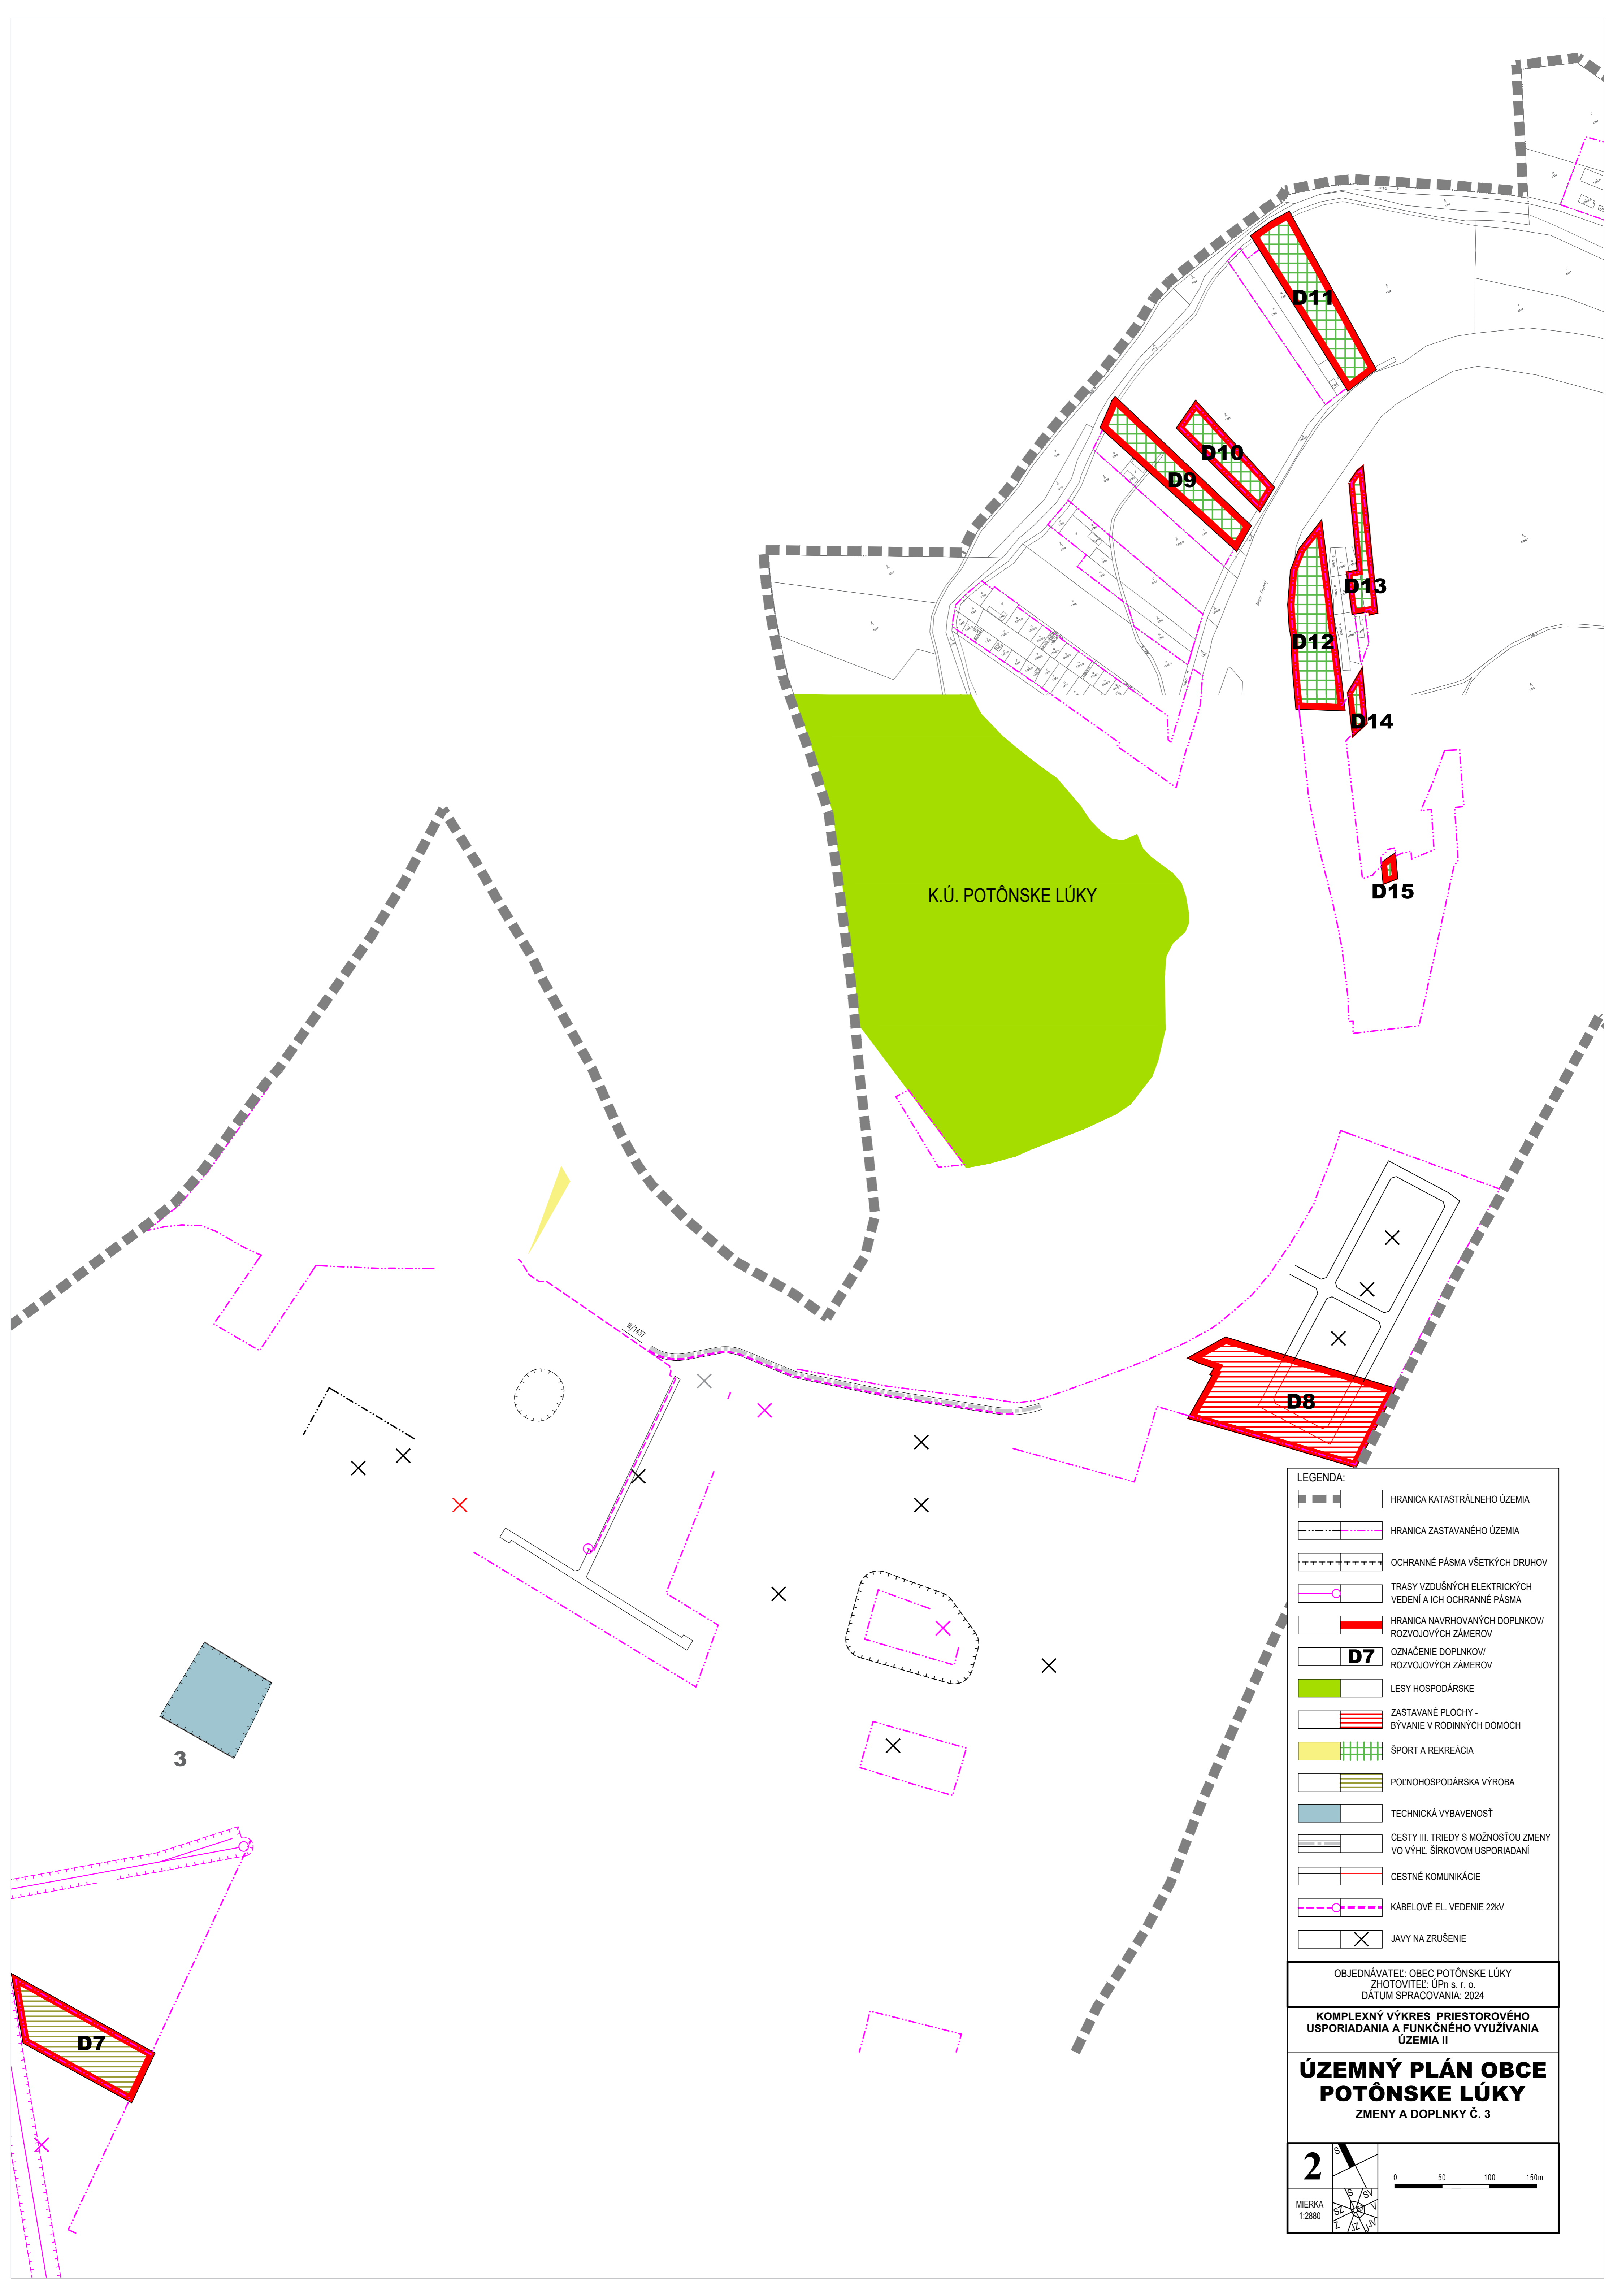 D11
D10
D9
D13
D12
D14
D15
K.Ú. POTÔNSKE LÚKY
III/1437
D8
3
D7
LEGENDA:
HRANICA KATASTRÁLNEHO ÚZEMIA
HRANICA ZASTAVANÉHO ÚZEMIA
OCHRANNÉ PÁSMA VŠETKÝCH DRUHOV
TRASY VZDUŠNÝCH ELEKTRICKÝCH
VEDENÍ A ICH OCHRANNÉ PÁSMA
HRANICA NAVRHOVANÝCH DOPLNKOV/
ROZVOJOVÝCH ZÁMEROV
D7
OZNAČENIE DOPLNKOV/
ROZVOJOVÝCH ZÁMEROV
LESY HOSPODÁRSKE
ZASTAVANÉ PLOCHY -
BÝVANIE V RODINNÝCH DOMOCH
ŠPORT A REKREÁCIA
POĽNOHOSPODÁRSKA VÝROBA
TECHNICKÁ VYBAVENOSŤ
CESTY III. TRIEDY S MOŽNOSŤOU ZMENY
VO VÝHĽ. ŠÍRKOVOM USPORIADANÍ
CESTNÉ KOMUNIKÁCIE
KÁBELOVÉ EL. VEDENIE 22kV
JAVY NA ZRUŠENIE
OBJEDNÁVATEĽ: OBEC POTÔNSKE LÚKY
ZHOTOVITEĽ: ÚPn s. r. o.
DÁTUM SPRACOVANIA: 2024
KOMPLEXNÝ VÝKRES PRIESTOROVÉHO
USPORIADANIA A FUNKČNÉHO VYUŽÍVANIA
ÚZEMIA II
ÚZEMNÝ PLÁN OBCE
POTÔNSKE LÚKY
ZMENY A DOPLNKY Č. 3
2
S
0 50 100 150m
MIERKA
1:2880
S
SV
V
JV
JZ
Z
SZ